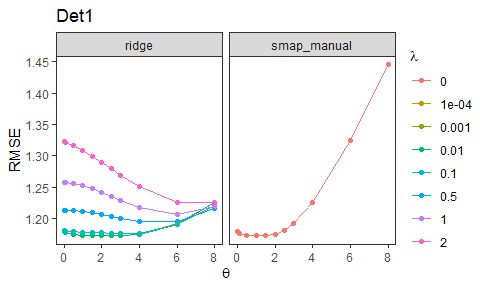 Det1
ridge smap_manual
1.45
1.40
1.35
1.30
1.25
1.20
RMSE
0 2 4 6 8 0 2 4 6 8
θ
λ
0
1e-04
0.001
0.01
0.1
0.5
1
2